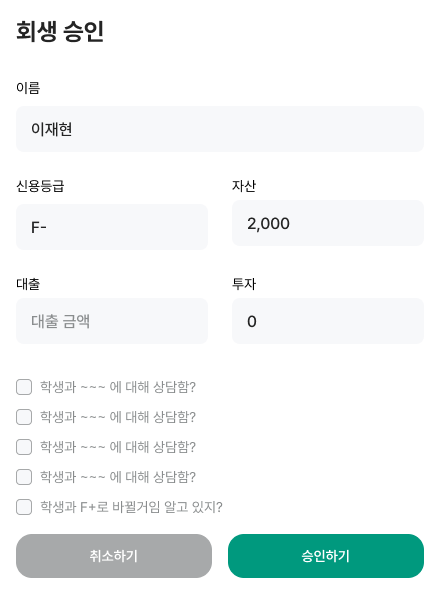 회생 승인
이름
이재현
신용등급
자산
F-
2,000
대출
투자
대출 금액
0
학생과 ~~~ 에 대해 상담함?
학생과 ~~~ 에 대해 상담함?
학생과 ~~~ 에 대해 상담함?
학생과 ~~~ 에 대해 상담함?
학생과 F+로 바뀔거임 알고 있지?
취소하기
승인하기